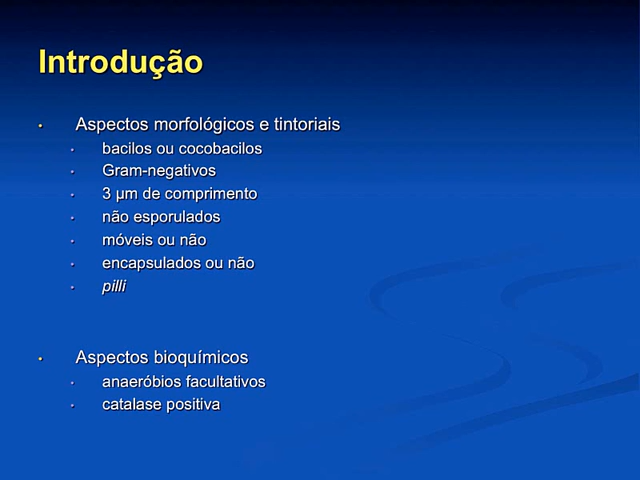 Introdução
• Aspectos morfológicos e tintoriais
• bacilos ou cocobacilos
• Gram-negativos
• 3 µm de comprimento
• não esporulados
• móveis ou não
• encapsulados ou não
• pilli
• Aspectos bioquímicos
• anaeróbios facultativos
• catalase positiva